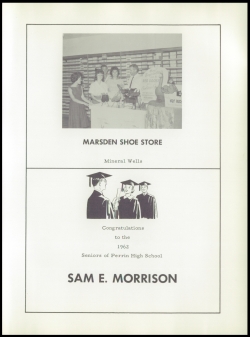 MARSDEN SHOE STORE
Mineral Wells
Congratulations
to the
1963
Seniors of Perrin High School
SAM E. MORRISON